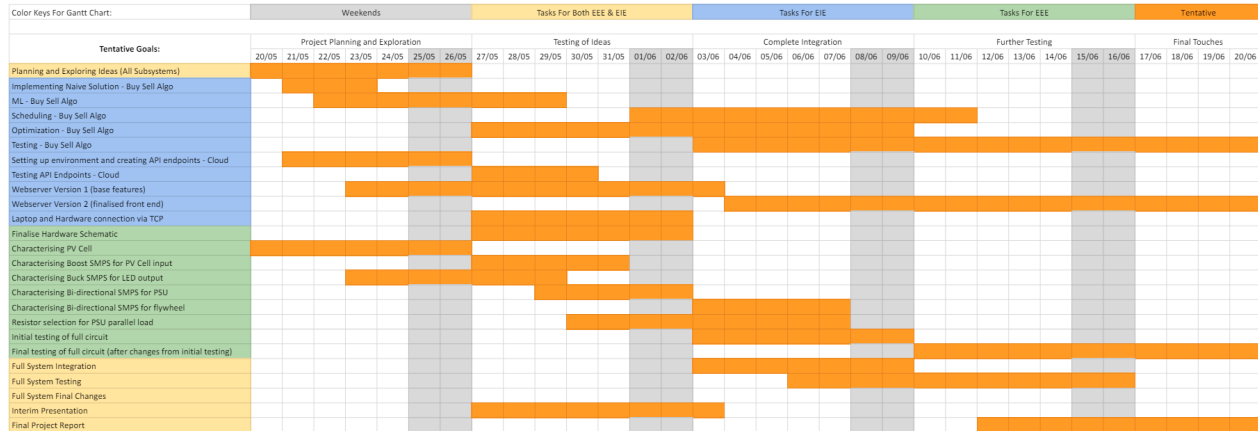 Color Keys For Gantt Chart: Weekends Tasks For Both EEE & EIE Tasks For EIE Tasks For EEE Tentative
Project Planning and Exploration Testing of Ideas Complete Integration Further Testing Final Touches
Tentative Goals: 20/05 21/05 22/05 23/05 24/05 25/05 26/05 27/05 28/05 29/05 30/05 31/05 01/06 02/06 03/06 04/06 05/06 06/06 07/06 08/06 09/06 10/06 11/06 12/06 13/06 14/06 15/06 16/06 17/06 18/06 19/06 20/06
Planning and Exploring Ideas (All Subsystems)
Implementing Naive Solution - Buy Sell Algo
ML - Buy Sell Algo
Scheduling - Buy Sell Algo
Optimization - Buy Sell Algo
Testing - Buy Sell Algo
Setting up environment and creating API endpoints - Cloud
Testing API Endpoints - Cloud
Webserver Version 1 (base features)
Webserver Version 2 (finalised front end)
Laptop and Hardware connection via TCP
Finalise Hardware Schematic
Characterising PV Cell
Characterising Boost SMPS for PV Cell input
Characterising Buck SMPS for LED output
Characterising Bi-directional SMPS for PSU
Characterising Bi-directional SMPS for flywheel
Resistor selection for PSU parallel load
Initial testing of full circuit
Final testing of full circuit (after changes from initial testing)
Full System Integration
Full System Testing
Full System Final Changes
Interim Presentation
Final Project Report